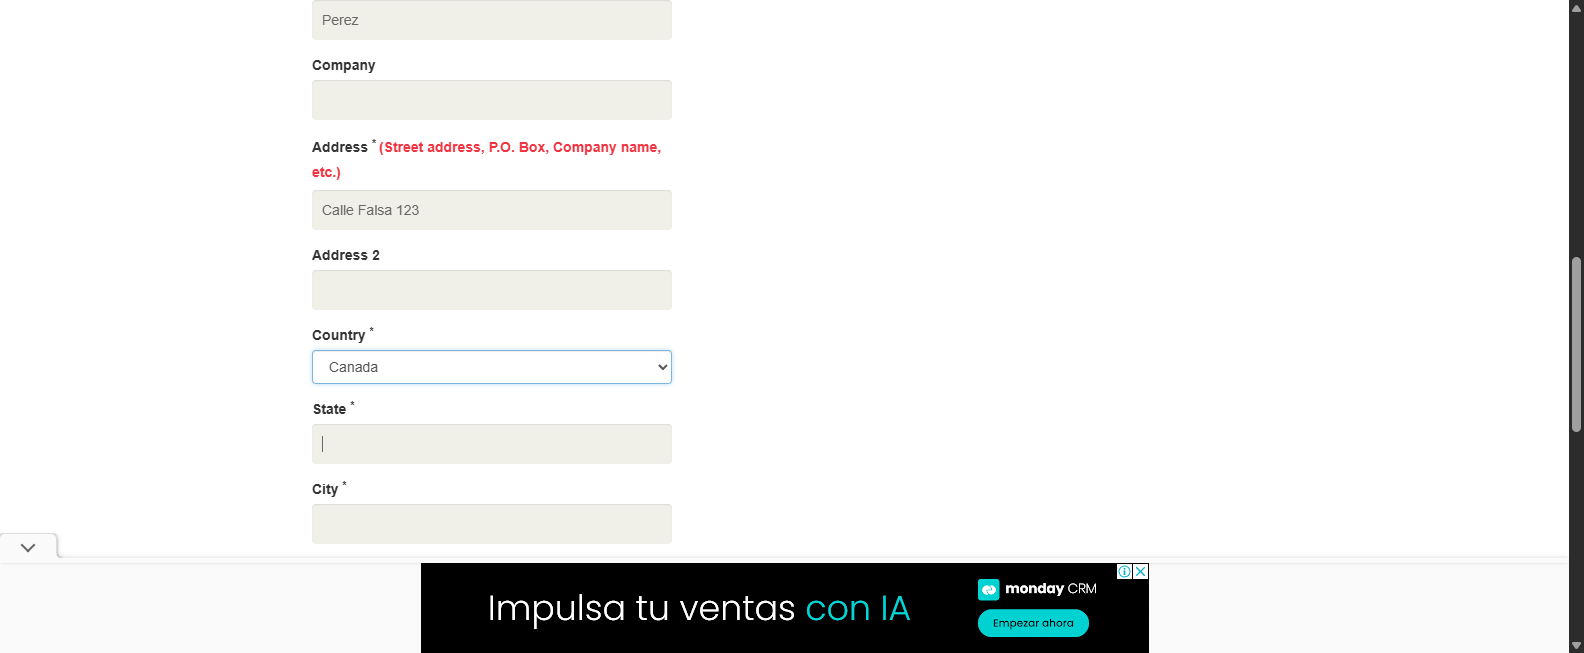 Perez
Company
Address * (Street address, P.O. Box, Company name,
etc.)
Calle Falsa 123
Address 2
Country *
Canada
State *
City *
Impulsa tu ventas con IA
monday CRM
Empezar ahora